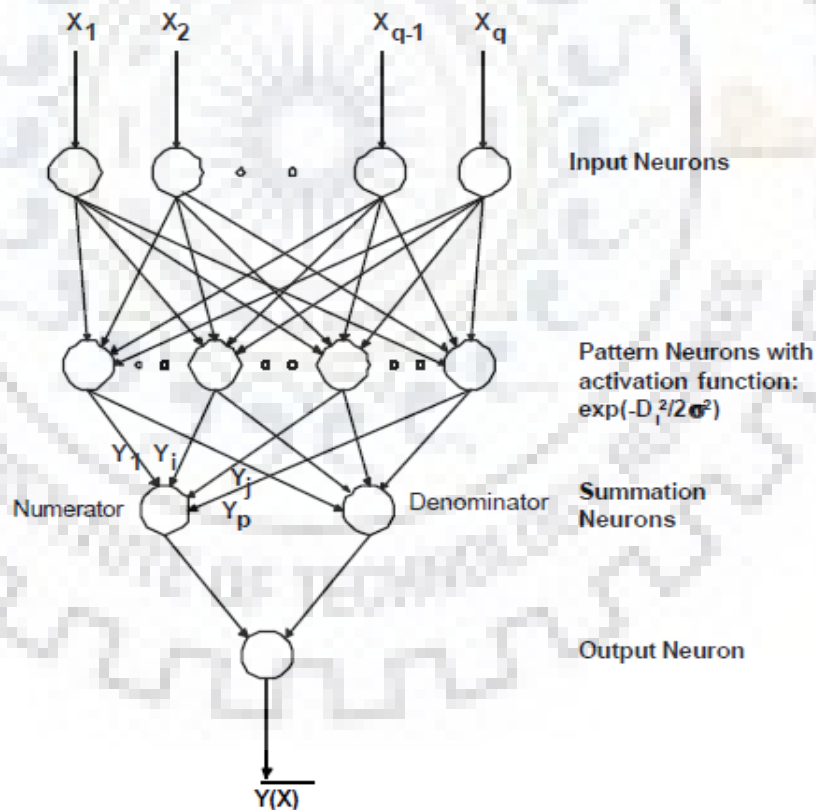 X1 X2 Xq-1 Xq
Input Neurons
Pattern Neurons with
activation function:
exp(-Di²/2σ²)
Y1 Yi
Yj
Yp
Numerator
Denominator
Summation
Neurons
Output Neuron
Y(X)